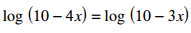 log (10 − 4x) = log (10 − 3x)